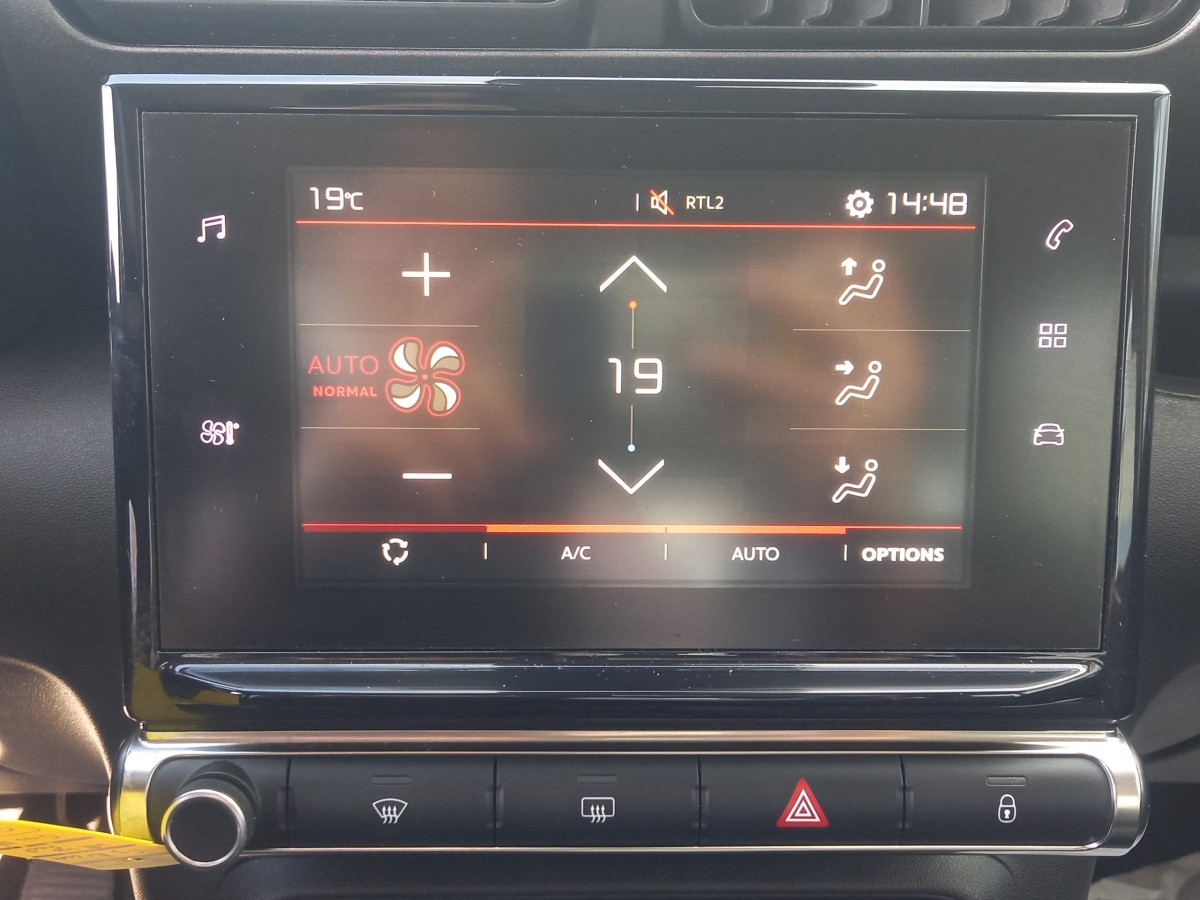 19°C
RTL2
14:48
AUTO
NORMAL
19
A/C
AUTO
OPTIONS